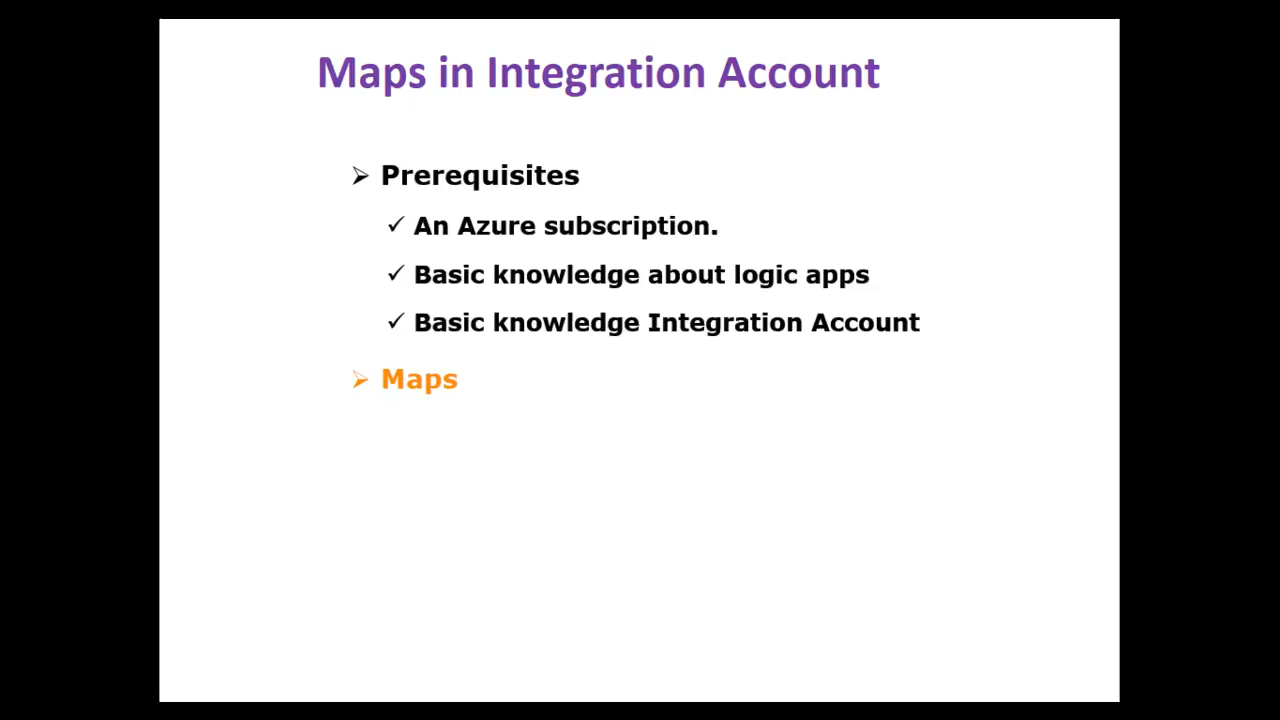 Maps in Integration Account
➢ Prerequisites
✓ An Azure subscription.
✓ Basic knowledge about logic apps
✓ Basic knowledge Integration Account
➢ Maps